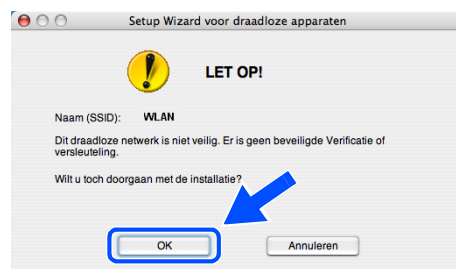 Setup Wizard voor draadloze apparaten
LET OP!
Naam (SSID): WLAN
Dit draadloze netwerk is niet veilig. Er is geen beveiligde Verificatie of
versleuteling.
Wilt u toch doorgaan met de installatie?
OK Annuleren